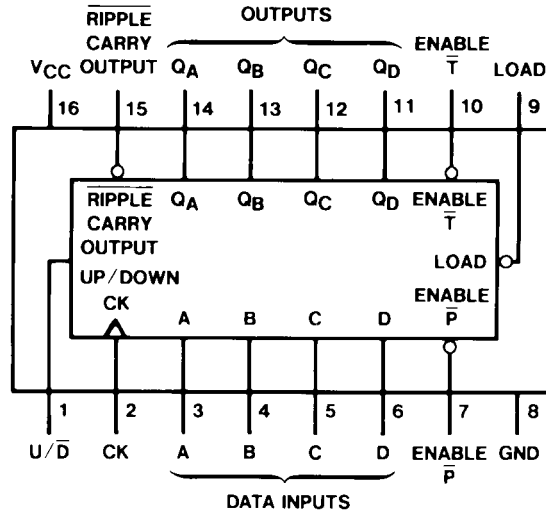 RIPPLE OUTPUTS
CARRY ENABLE
VCC OUTPUT QA QB QC QD T LOAD
16 15 14 13 12 11 10 9
RIPPLE QA QB QC QD ENABLE
CARRY T
OUTPUT LOAD
UP/DOWN ENABLE
CK A B C D P
1 2 3 4 5 6 7 8
U/D CK A B C D ENABLE GND
P
DATA INPUTS